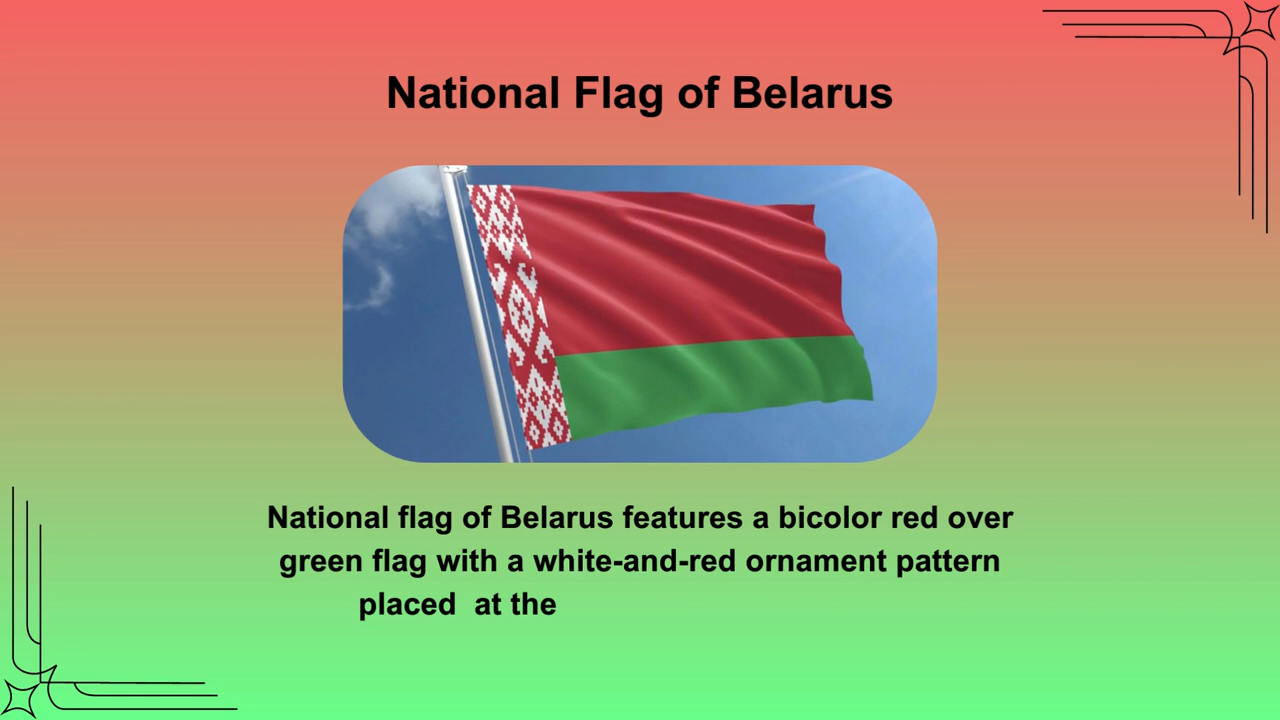 National Flag of Belarus
National flag of Belarus features a bicolor red over
green flag with a white-and-red ornament pattern
placed  at the